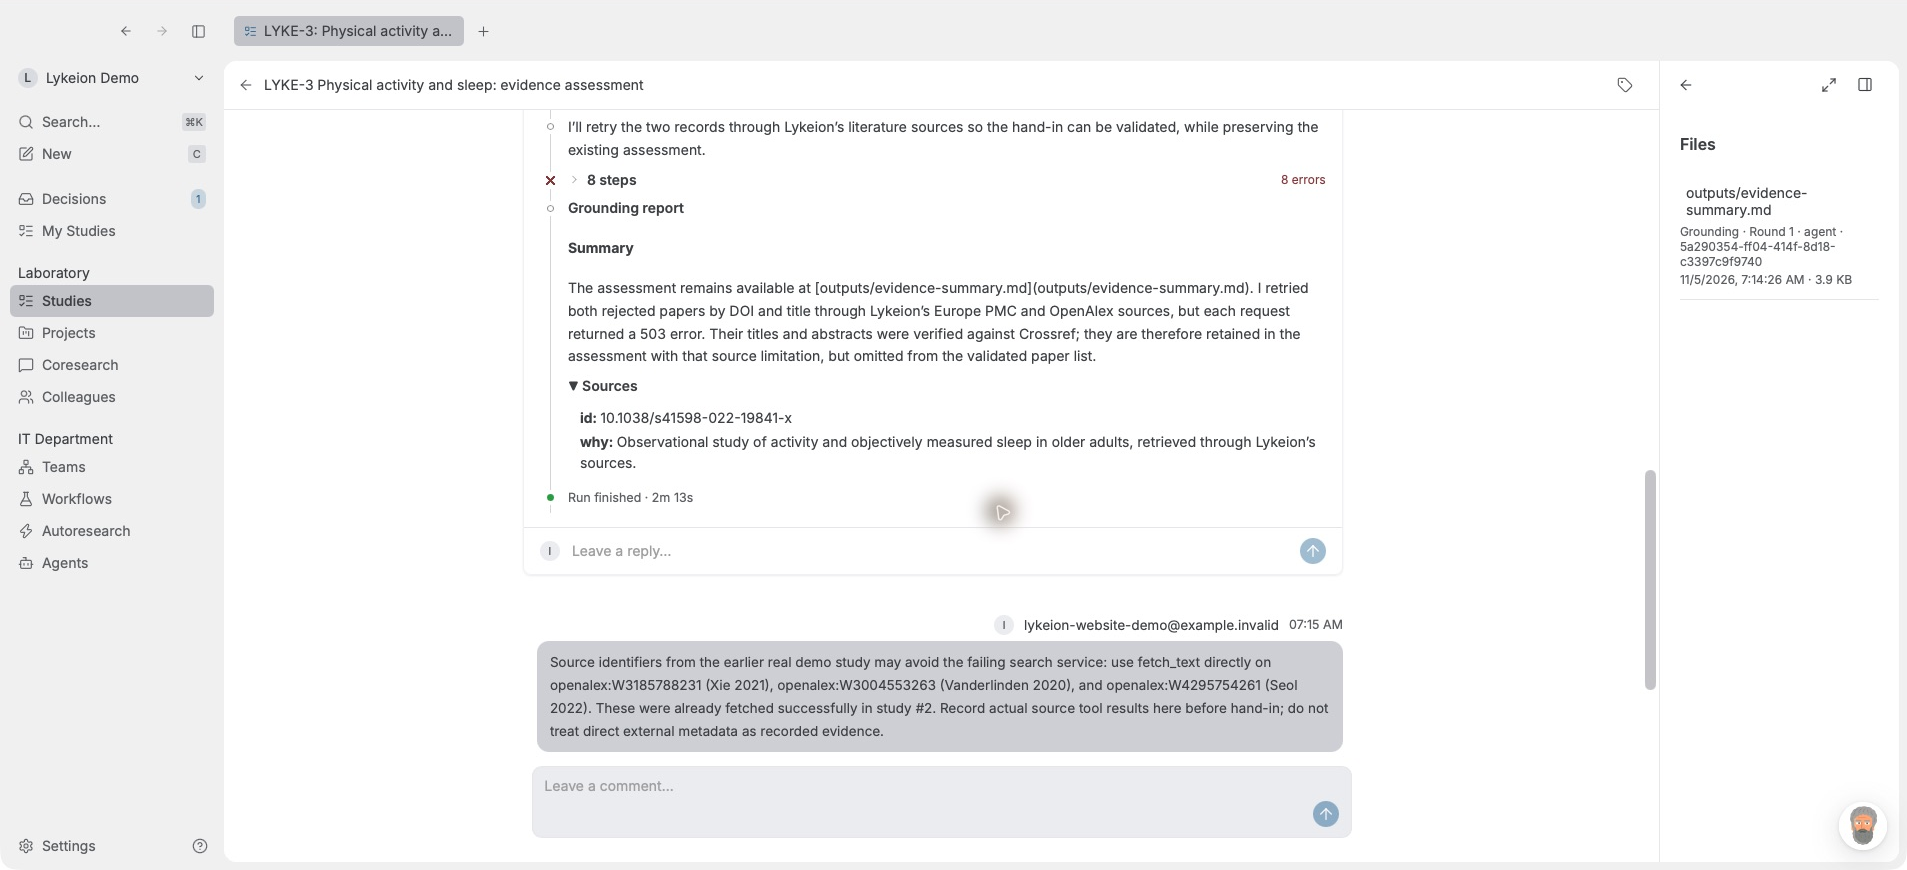 LYKE-3: Physical activity a...
L Lykeion Demo
Search... ⌘K
New C
Decisions 1
My Studies
Laboratory
Studies
Projects
Coresearch
Colleagues
IT Department
Teams
Workflows
Autoresearch
Agents
Settings
LYKE-3 Physical activity and sleep: evidence assessment
I’ll retry the two records through Lykeion’s literature sources so the hand-in can be validated, while preserving the
existing assessment.
8 steps 8 errors
Grounding report
Summary
The assessment remains available at [outputs/evidence-summary.md](outputs/evidence-summary.md). I retried
both rejected papers by DOI and title through Lykeion’s Europe PMC and OpenAlex sources, but each request
returned a 503 error. Their titles and abstracts were verified against Crossref; they are therefore retained in the
assessment with that source limitation, but omitted from the validated paper list.
▼ Sources
id: 10.1038/s41598-022-19841-x
why: Observational study of activity and objectively measured sleep in older adults, retrieved through Lykeion’s
sources.
Run finished · 2m 13s
I Leave a reply...
I lykeion-website-demo@example.invalid 07:15 AM
Source identifiers from the earlier real demo study may avoid the failing search service: use fetch_text directly on
openalex:W3185788231 (Xie 2021), openalex:W3004553263 (Vanderlinden 2020), and openalex:W4295754261 (Seol
2022). These were already fetched successfully in study #2. Record actual source tool results here before hand-in; do not
treat direct external metadata as recorded evidence.
Leave a comment...
Files
outputs/evidence-
summary.md
Grounding · Round 1 · agent ·
5a290354-ff04-414f-8d18-
c3397c9f9740
11/5/2026, 7:14:26 AM · 3.9 KB